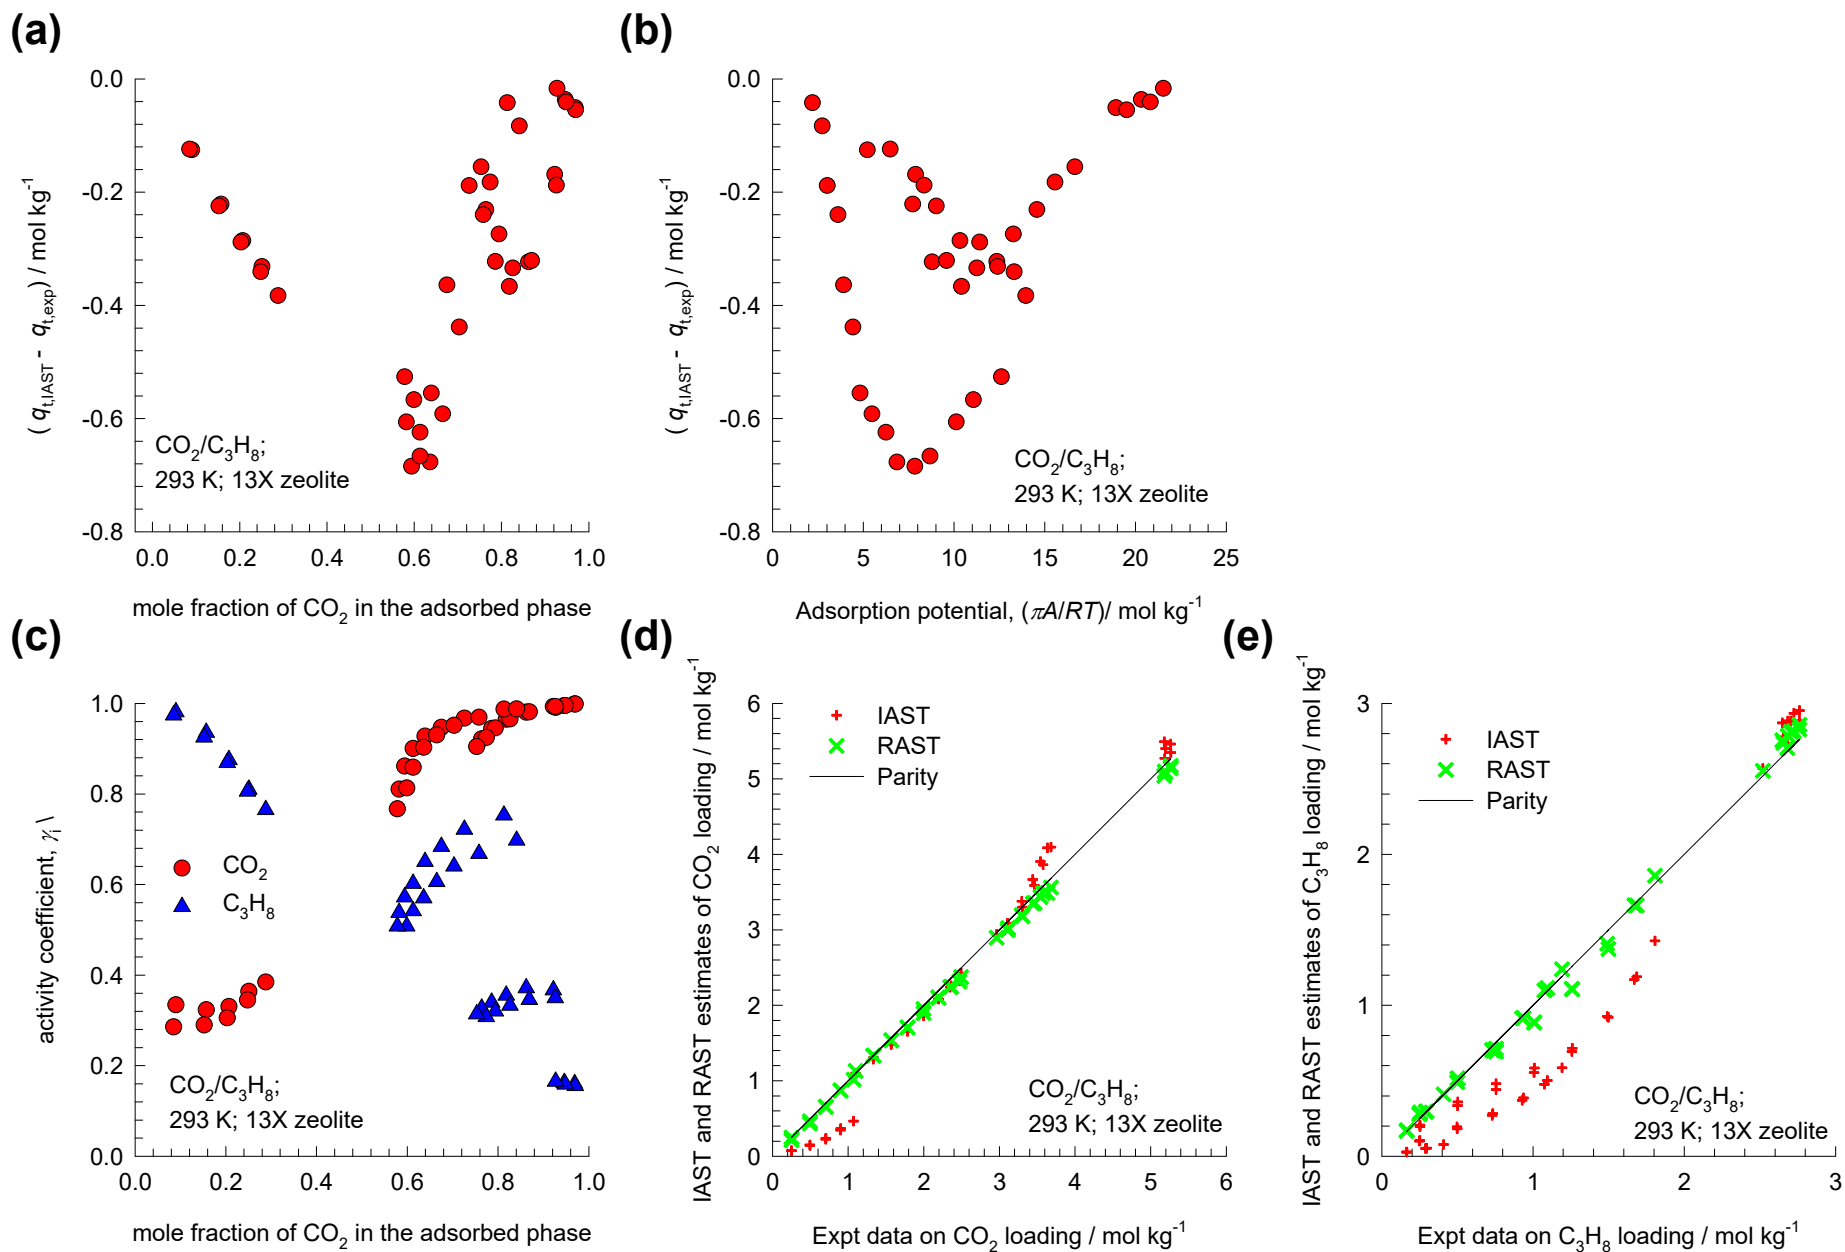 (a)
0.0
-0.2
-0.4
-0.6
-0.8
(q_t,IAST - q_t,exp) / mol kg⁻¹
CO₂/C₃H₈;
293 K; 13X zeolite
0.0 0.2 0.4 0.6 0.8 1.0
mole fraction of CO₂ in the adsorbed phase
(b)
0.0
-0.2
-0.4
-0.6
-0.8
(q_t,IAST - q_t,exp) / mol kg⁻¹
CO₂/C₃H₈;
293 K; 13X zeolite
0 5 10 15 20 25
Adsorption potential, (πA/RT)/ mol kg⁻¹
(c)
1.0
0.8
0.6
0.4
0.2
0.0
activity coefficient, γᵢ \
CO₂
C₃H₈
CO₂/C₃H₈;
293 K; 13X zeolite
0.0 0.2 0.4 0.6 0.8 1.0
mole fraction of CO₂ in the adsorbed phase
(d)
6
5
4
3
2
1
0
IAST and RAST estimates of CO₂ loading / mol kg⁻¹
IAST
RAST
Parity
CO₂/C₃H₈;
293 K; 13X zeolite
0 1 2 3 4 5 6
Expt data on CO₂ loading / mol kg⁻¹
(e)
3
2
1
0
IAST and RAST estimates of C₃H₈ loading / mol kg⁻¹
IAST
RAST
Parity
CO₂/C₃H₈;
293 K; 13X zeolite
0 1 2 3
Expt data on C₃H₈ loading / mol kg⁻¹